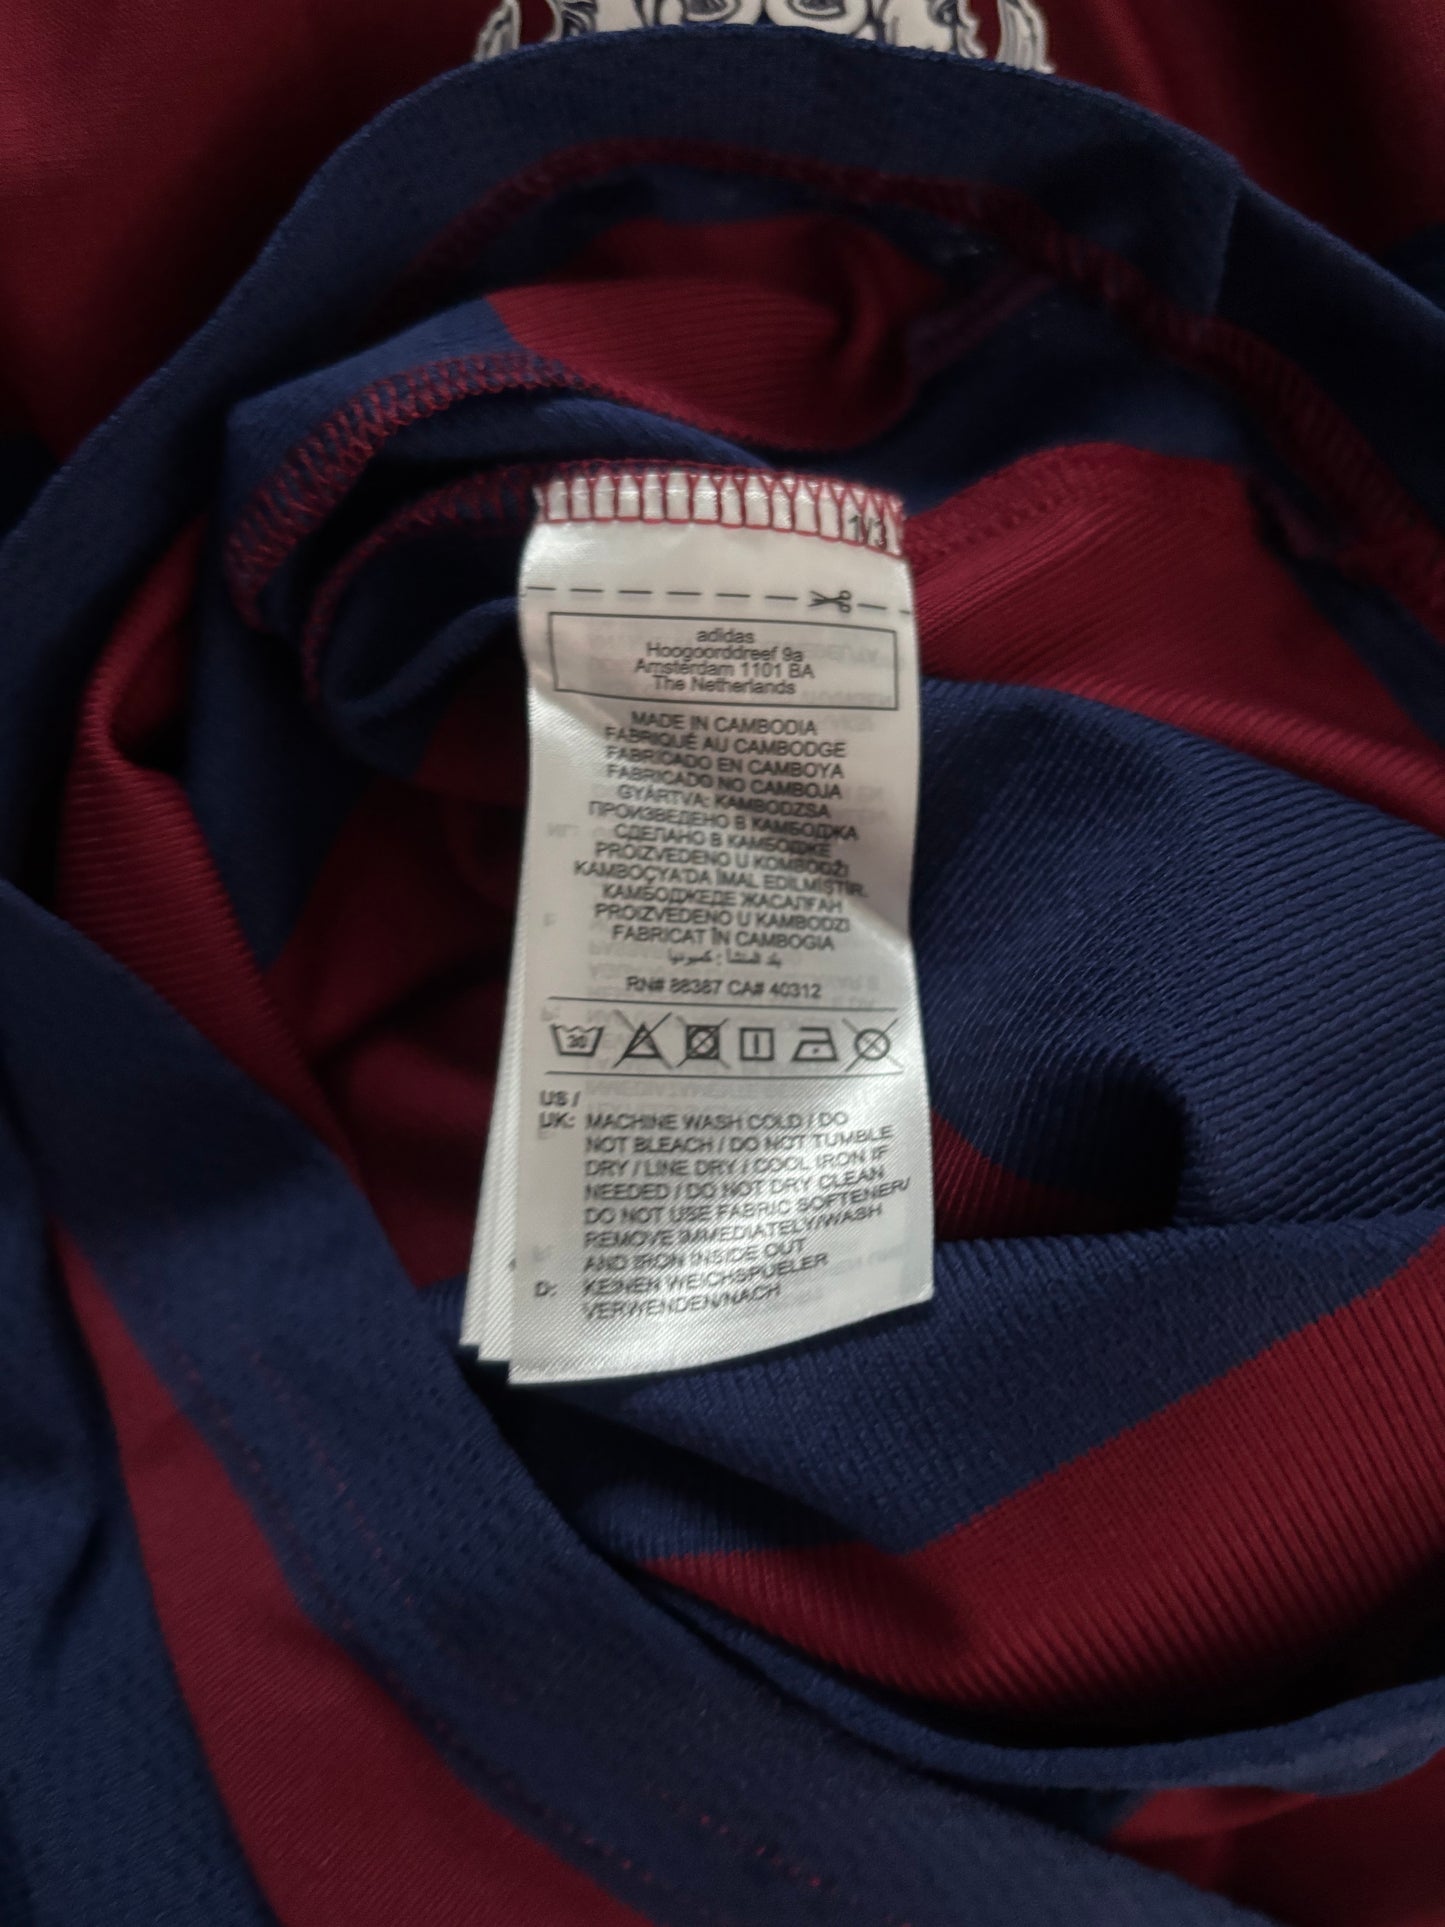 1/3
adidas
Hoogoorddreef 9a
Amsterdam 1101 BA
The Netherlands
MADE IN CAMBODIA
FABRIQUÉ AU CAMBODGE
FABRICADO EN CAMBOYA
FABRICADO NO CAMBOJA
GYÁRTVA: KAMBODZSA
ПРОИЗВЕДЕНО В КАМБОДЖА
СДЕЛАНО В КАМБОДЖЕ
PROIZVEDENO U KOMBODŽI
KAMBOÇYA'DA İMAL EDİLMİŞTİR.
КАМБОДЖЕДЕ ЖАСАЛҒАН
PROIZVEDENO U KAMBODZI
FABRICAT ÎN CAMBOGIA
بلد المنشأ : كمبوديا
RN# 88387 CA# 40312
30
US /
UK: MACHINE WASH COLD / DO
NOT BLEACH / DO NOT TUMBLE
DRY / LINE DRY / COOL IRON IF
NEEDED / DO NOT DRY CLEAN
DO NOT USE FABRIC SOFTENER/
REMOVE IMMEDIATELY/WASH
AND IRON INSIDE OUT
D: KEINEN WEICHSPUELER
VERWENDEN/NACH